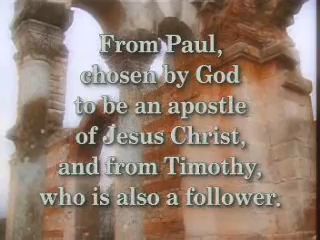 From Paul,
chosen by God
to be an apostle
of Jesus Christ,
and from Timothy,
who is also a follower.